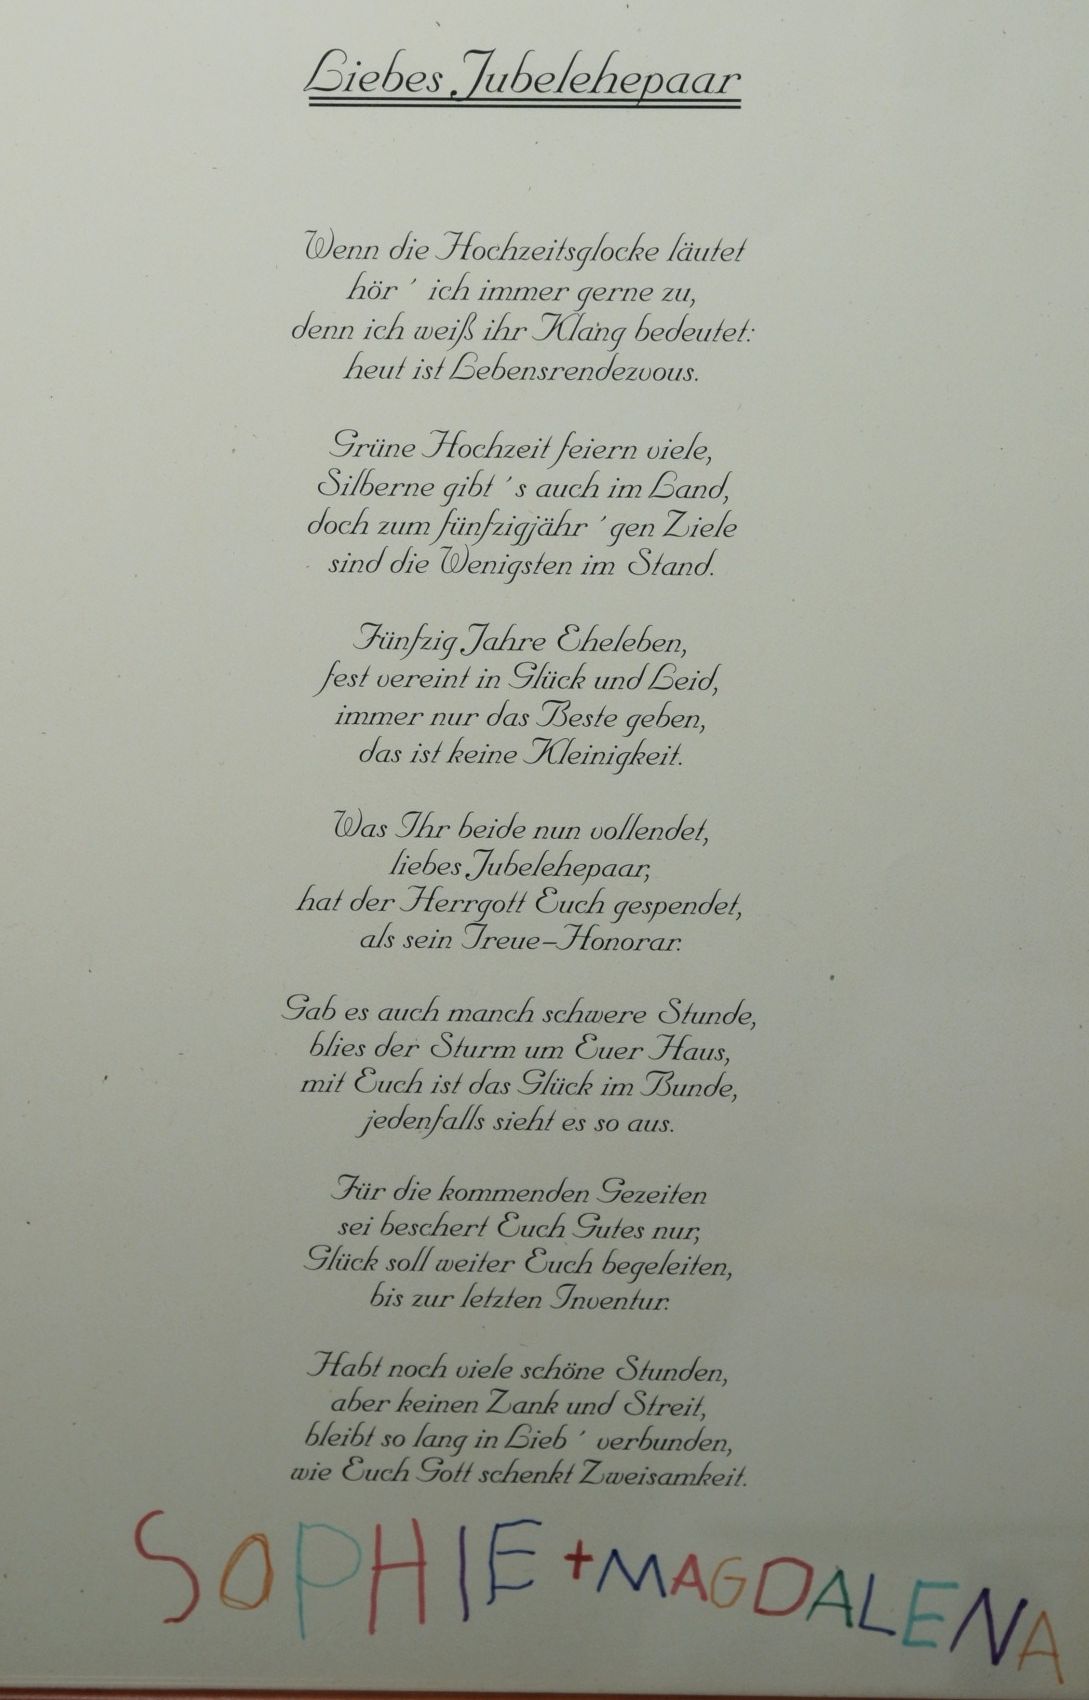 Liebes Jubelehepaar
Wenn die Hochzeitsglocke läutet
hör ' ich immer gerne zu,
denn ich weiß ihr Klang bedeutet:
heut ist Lebensrendezvous.
Grüne Hochzeit feiern viele,
Silberne gibt ' s auch im Land,
doch zum fünfzigjähr ' gen Ziele
sind die Wenigsten im Stand.
Fünfzig Jahre Eheleben,
fest vereint in Glück und Leid,
immer nur das Beste geben,
das ist keine Kleinigkeit.
Was Ihr beide nun vollendet,
liebes Jubelehepaar,
hat der Herrgott Euch gespendet,
als sein Treue-Honorar.
Gab es auch manch schwere Stunde,
blies der Sturm um Euer Haus,
mit Euch ist das Glück im Bunde,
jedenfalls sieht es so aus.
Für die kommenden Gezeiten
sei beschert Euch Gutes nur,
Glück soll weiter Euch begeleiten,
bis zur letzten Inventur.
Habt noch viele schöne Stunden,
aber keinen Zank und Streit,
bleibt so lang in Lieb ' verbunden,
wie Euch Gott schenkt Zweisamkeit.
SOPHIE + MAGDALENA